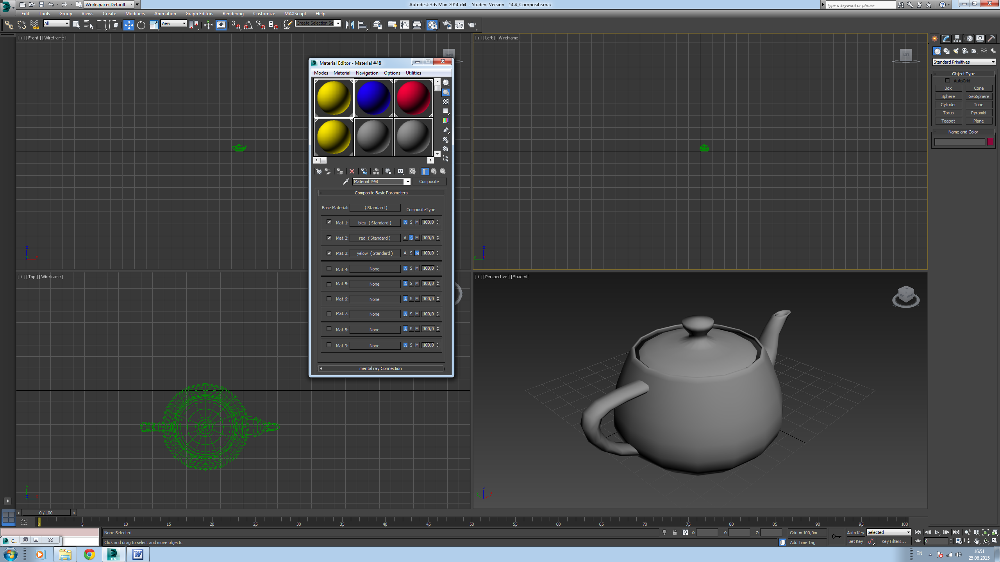 Workspace: Default
Autodesk 3ds Max 2014 x64 - Student Version 14.4_Composite.max
Type a keyword or phrase
Edit Tools Group Create Modifiers Animation Graph Editors Rendering Customize MAXScript Help
All
View
3
Create Selection Se
[+] [Front ] [Wireframe ]
[+] [Left ] [Wireframe ]
FRONT
LEFT
Standard Primitives
- Object Type
AutoGrid
Box Cone
Sphere GeoSphere
Cylinder Tube
Torus Pyramid
Teapot Plane
- Name and Color
Material Editor - Material #48
Modes Material Navigation Options Utilities
Material #48 Composite
- Composite Basic Parameters
Base Material: ( Standard ) CompositeType
Mat.1: bleu ( Standard ) A S M 100,0
Mat.2: red ( Standard ) A S M 100,0
Mat.3: yelow ( Standard ) A S M 100,0
Mat.4: None A S M 100,0
Mat.5: None A S M 100,0
Mat.6: None A S M 100,0
Mat.7: None A S M 100,0
Mat.8: None A S M 100,0
Mat.9: None A S M 100,0
+ mental ray Connection
z y x
z y x
[+] [Top ] [Wireframe ]
[+] [Perspective ] [Shaded ]
y z x
z y x
< 0 / 100 >
0 5 10 15 20 25 30 35 40 45 50 55 60 65 70 75 80 85 90 95 100
None Selected X: Y: Z: Grid = 100,0m Auto Key Selected
C...
Click and drag to select and move objects Add Time Tag Set Key Key Filters... 0
MAX
W
EN 16:51
25.06.2015